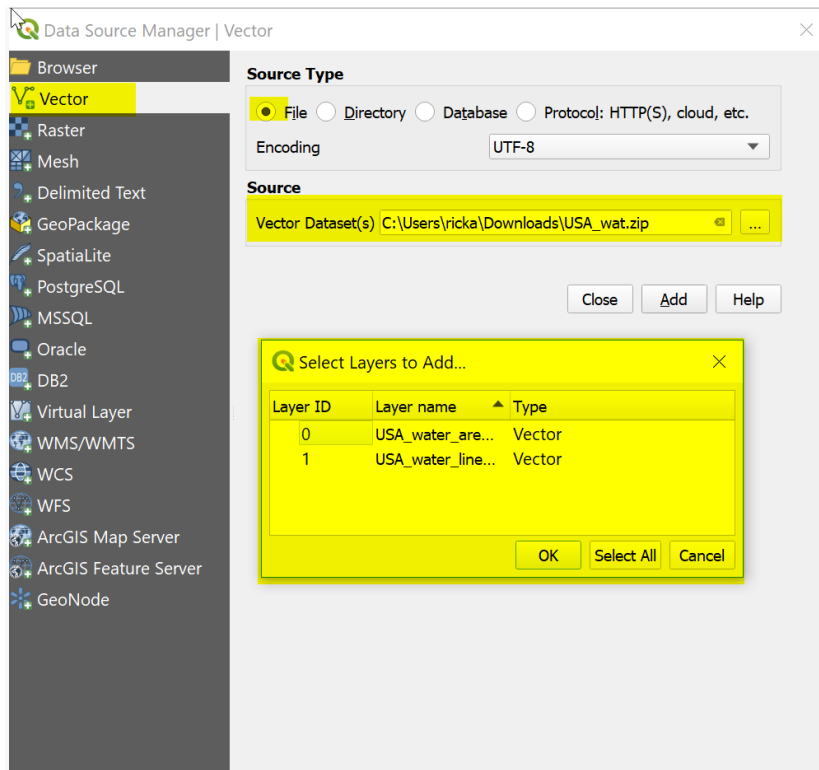 Data Source Manager | Vector
Browser
Vector
Raster
Mesh
Delimited Text
GeoPackage
SpatiaLite
PostgreSQL
MSSQL
Oracle
DB2 DB2
Virtual Layer
WMS/WMTS
WCS
WFS
ArcGIS Map Server
ArcGIS Feature Server
GeoNode
Source Type
File Directory Database Protocol: HTTP(S), cloud, etc.
Encoding UTF-8
Source
Vector Dataset(s) C:\Users\ricka\Downloads\USA_wat.zip ...
Close Add Help
Select Layers to Add...
Layer ID Layer name Type
0 USA_water_are... Vector
1 USA_water_line... Vector
OK Select All Cancel